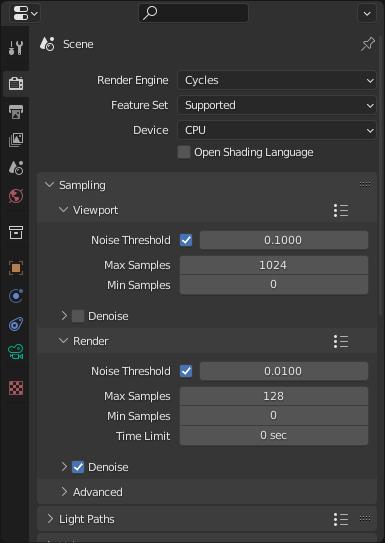 Scene
Render Engine Cycles
Feature Set Supported
Device CPU
Open Shading Language
Sampling
Viewport
Noise Threshold 0.1000
Max Samples 1024
Min Samples 0
Denoise
Render
Noise Threshold 0.0100
Max Samples 128
Min Samples 0
Time Limit 0 sec
Denoise
Advanced
Light Paths